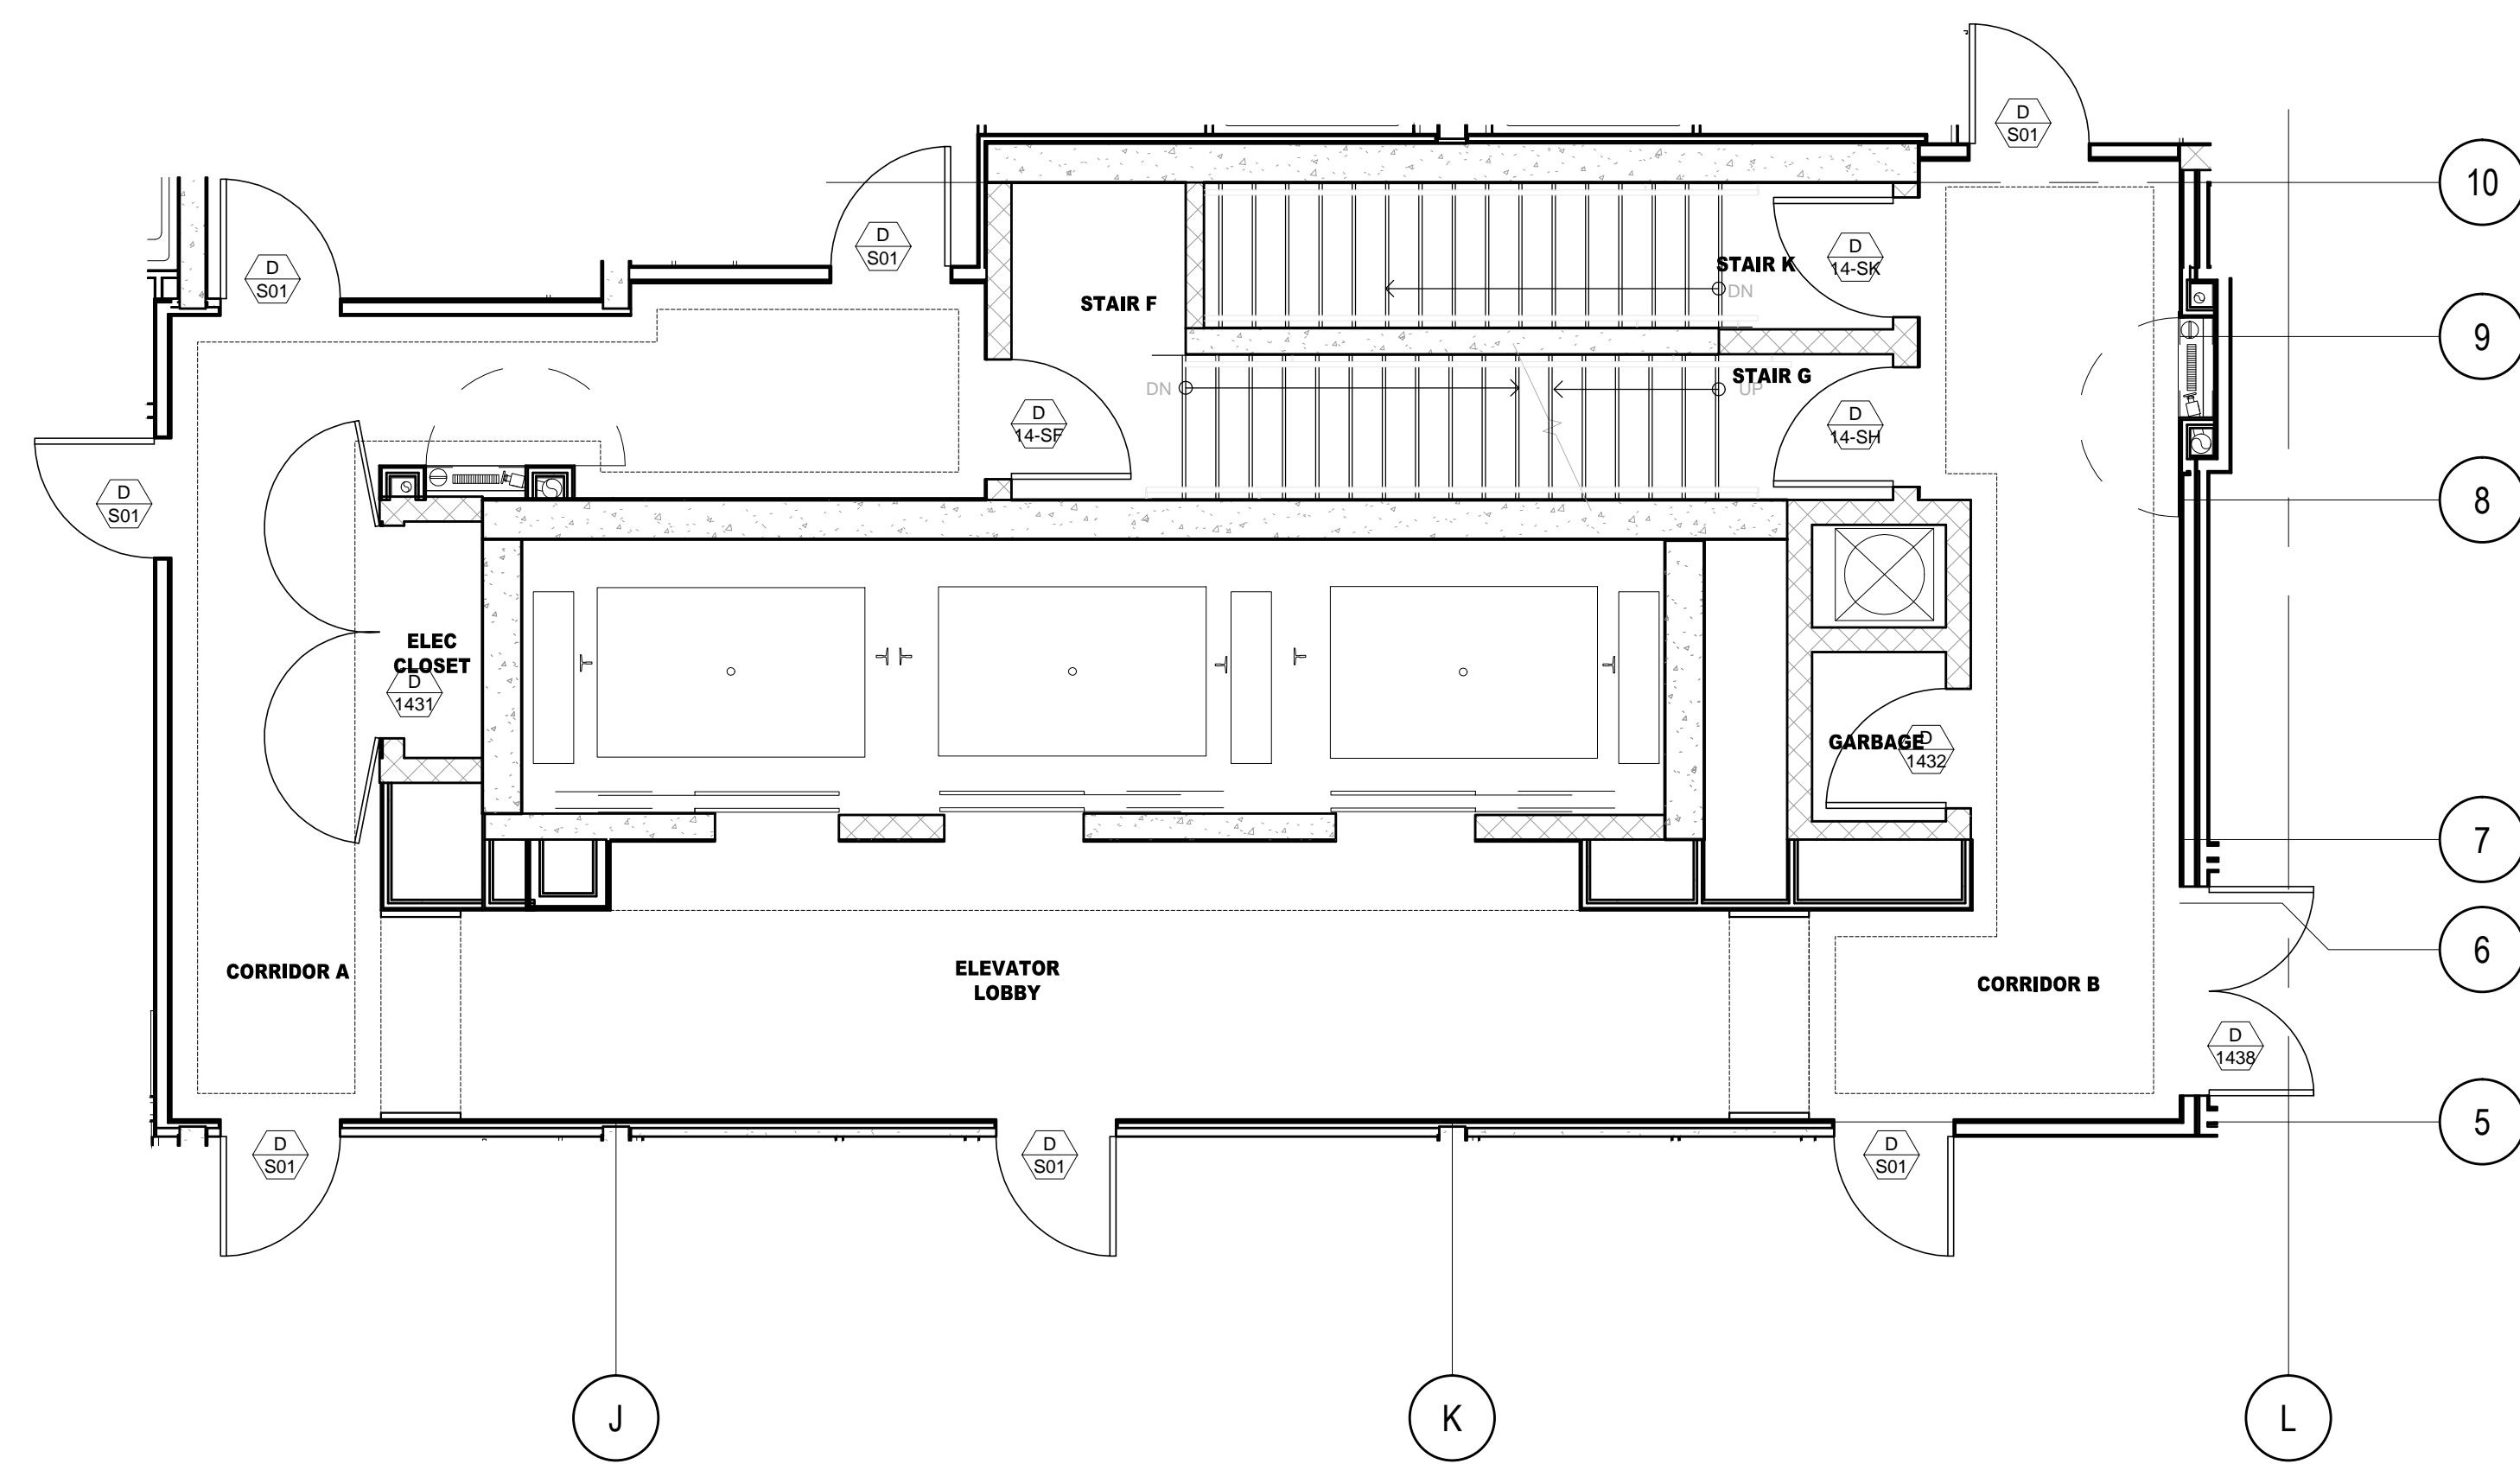 D
S01
10
D
S01
D
S01
STAIR K
D
14-SK
DN
STAIR F
9
STAIR G
DN
UP
D
14-SF
D
14-SH
D
S01
8
ELEC
CLOSET
D
1431
GARBAGE
D
1432
7
6
CORRIDOR A
ELEVATOR
LOBBY
CORRIDOR B
D
1438
5
D
S01
D
S01
D
S01
J
K
L